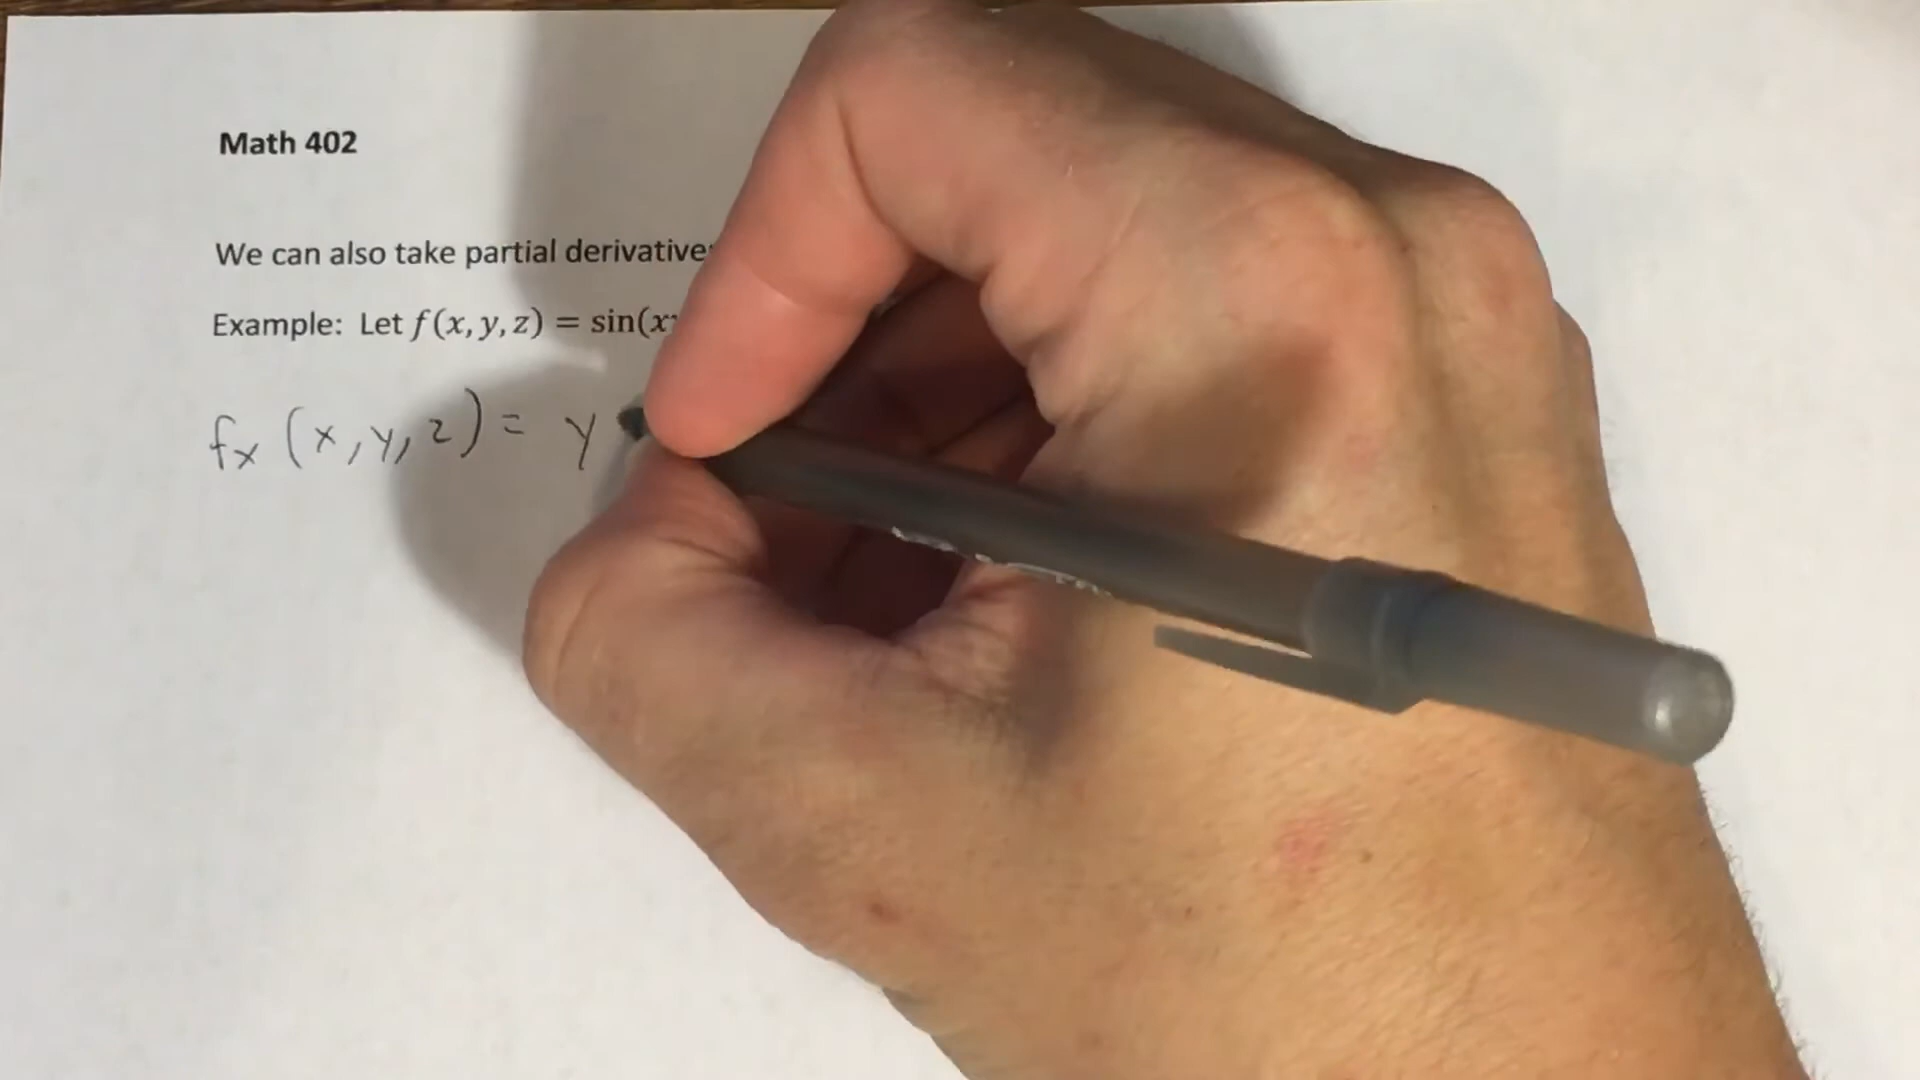 Math 402
We can also take partial derivative
Example: Let f(x, y, z) = sin(x
fx (x, y, z) = y